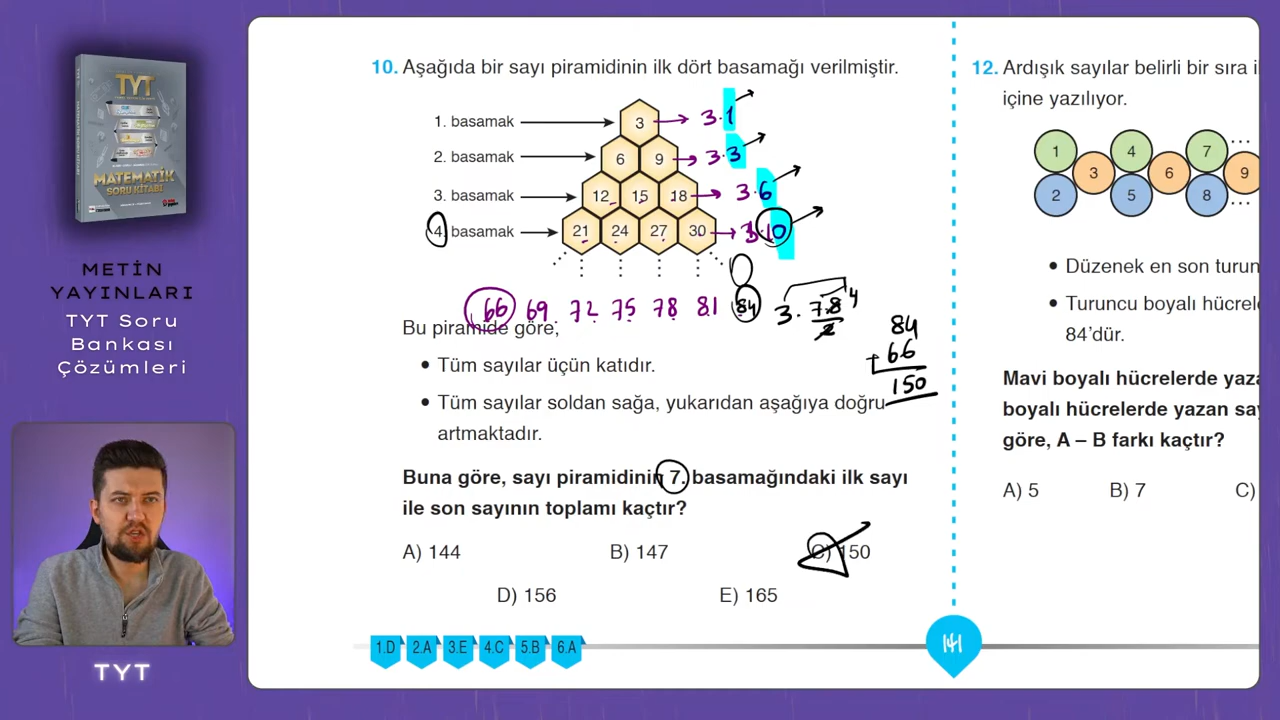 TYT
MATEMATİK
SORU KİTABI
METİN
YAYINLARI
TYT Soru
Bankası
Çözümleri
TYT
10. Aşağıda bir sayı piramidinin ilk dört basamağı verilmiştir.
1. basamak 3 3.1
2. basamak 6 9 3.3
3. basamak 12 15 18 3.6
4. basamak 21 24 27 30 3.10
66 69 72 75 78 81 84 3. 7.8 4
2
84
+ 66
150
Bu piramide göre,
• Tüm sayılar üçün katıdır.
• Tüm sayılar soldan sağa, yukarıdan aşağıya doğru
artmaktadır.
Buna göre, sayı piramidinin 7. basamağındaki ilk sayı
ile son sayının toplamı kaçtır?
A) 144 B) 147 C) 150
D) 156 E) 165
1.D 2.A 3.E 4.C 5.B 6.A
141
12. Ardışık sayılar belirli bir sıra
içine yazılıyor.
1 4 7 ...
3 6 9
2 5 8 ...
• Düzenek en son turun
• Turuncu boyalı hücrele
84'dür.
Mavi boyalı hücrelerde yaza
boyalı hücrelerde yazan say
göre, A – B farkı kaçtır?
A) 5 B) 7 C)